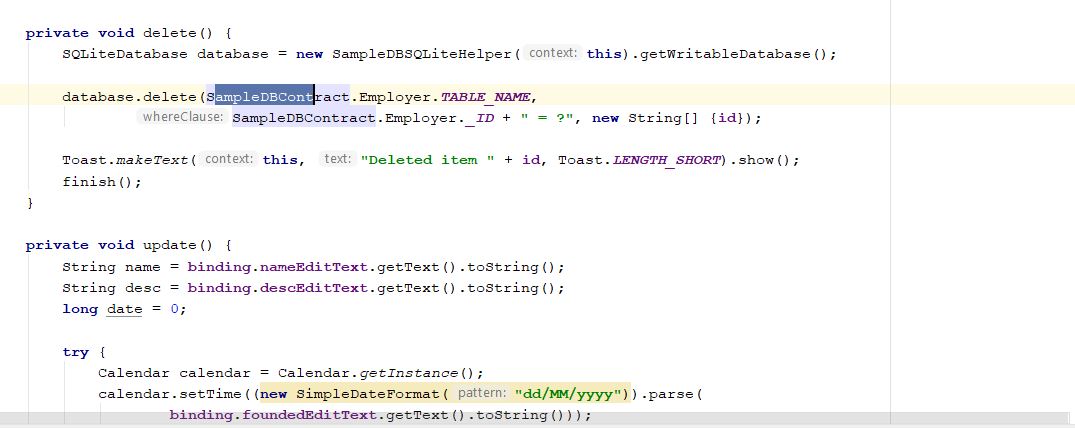 private void delete() {
SQLiteDatabase database = new SampleDBSQLiteHelper( context: this).getWritableDatabase();
database.delete(SampleDBContract.Employer.TABLE_NAME,
whereClause: SampleDBContract.Employer._ID + " = ?", new String[] {id});
Toast.makeText( context: this, text: "Deleted item " + id, Toast.LENGTH_SHORT).show();
finish();
}
private void update() {
String name = binding.nameEditText.getText().toString();
String desc = binding.descEditText.getText().toString();
long date = 0;
try {
Calendar calendar = Calendar.getInstance();
calendar.setTime((new SimpleDateFormat( pattern: "dd/MM/yyyy")).parse(
binding.foundedEditText.getText().toString()));